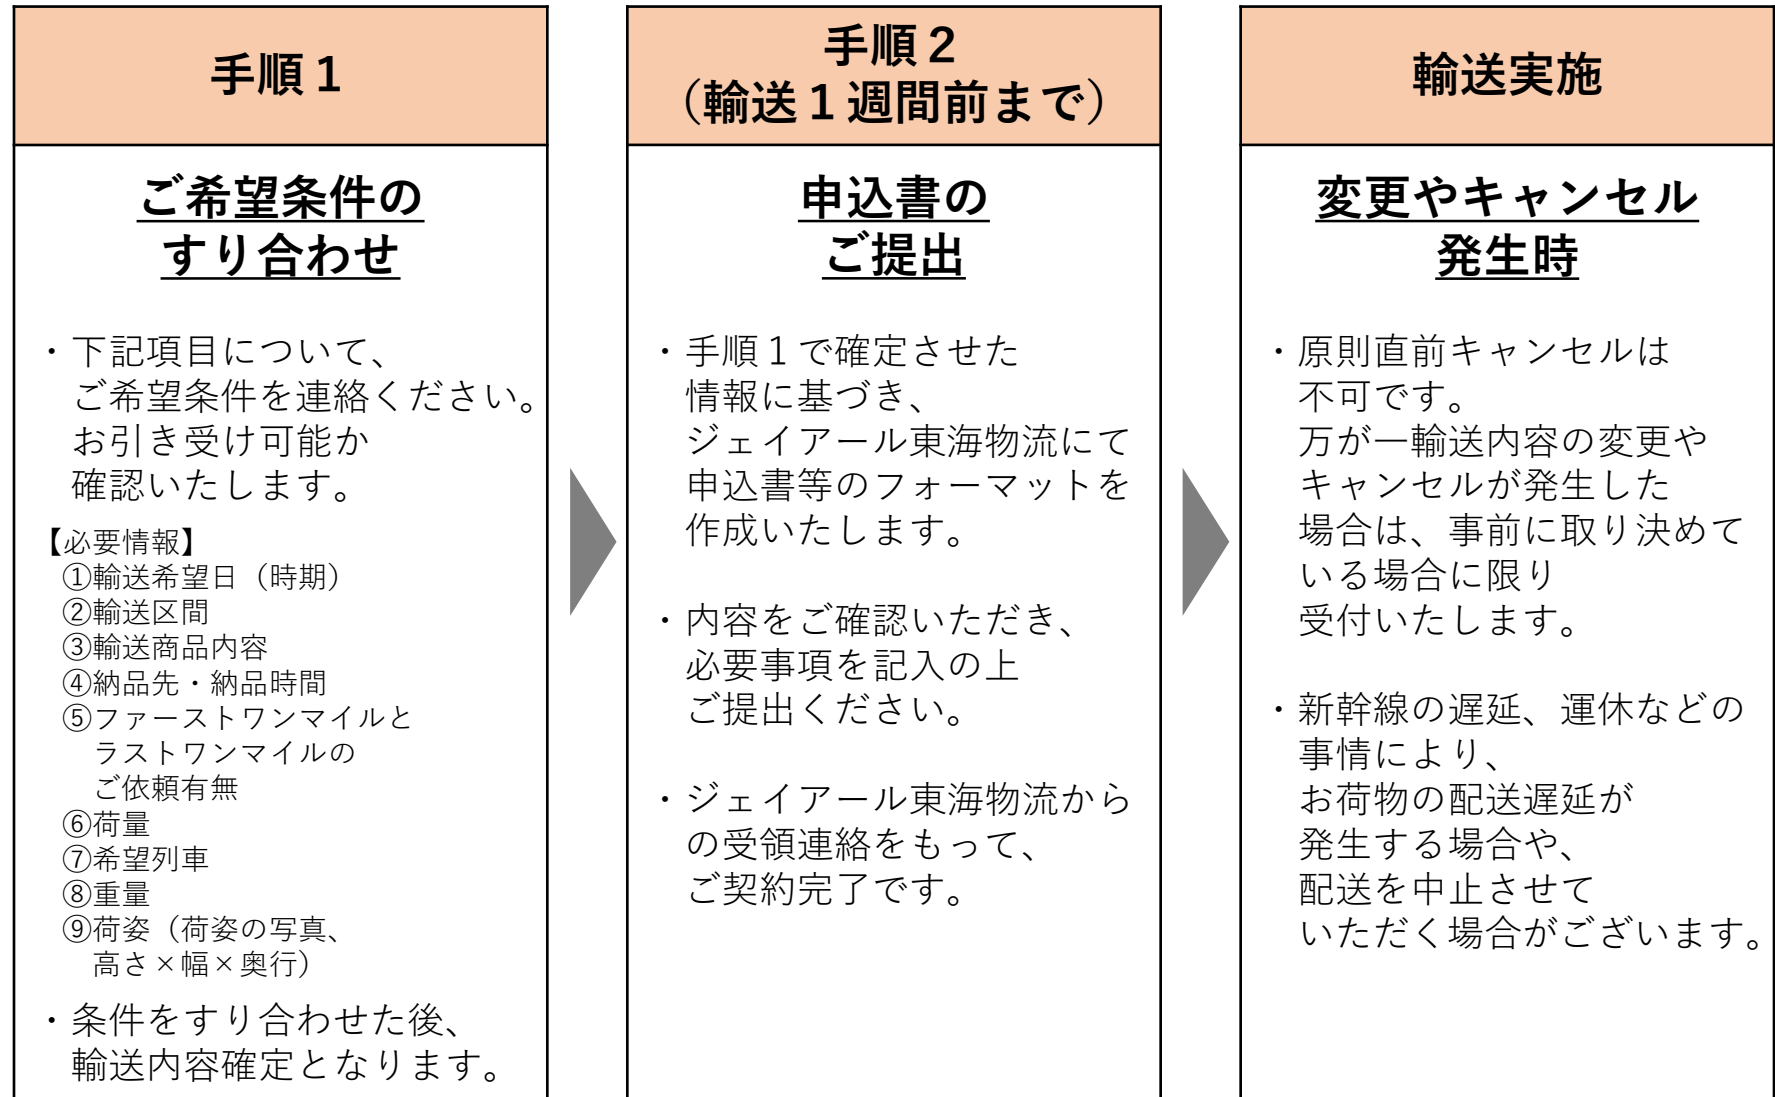 手順１
ご希望条件の
すり合わせ
・下記項目について、
ご希望条件を連絡ください。
お引き受け可能か
確認いたします。
【必要情報】
①輸送希望日（時期）
②輸送区間
③輸送商品内容
④納品先・納品時間
⑤ファーストワンマイルと
ラストワンマイルの
ご依頼有無
⑥荷量
⑦希望列車
⑧重量
⑨荷姿（荷姿の写真、
高さ×幅×奥行）
・条件をすり合わせた後、
輸送内容確定となります。
手順２
（輸送１週間前まで）
申込書の
ご提出
・手順１で確定させた
情報に基づき、
ジェイアール東海物流にて
申込書等のフォーマットを
作成いたします。
・内容をご確認いただき、
必要事項を記入の上
ご提出ください。
・ジェイアール東海物流から
の受領連絡をもって、
ご契約完了です。
輸送実施
変更やキャンセル
発生時
・原則直前キャンセルは
不可です。
万が一輸送内容の変更や
キャンセルが発生した
場合は、事前に取り決めて
いる場合に限り
受付いたします。
・新幹線の遅延、運休などの
事情により、
お荷物の配送遅延が
発生する場合や、
配送を中止させて
いただく場合がございます。